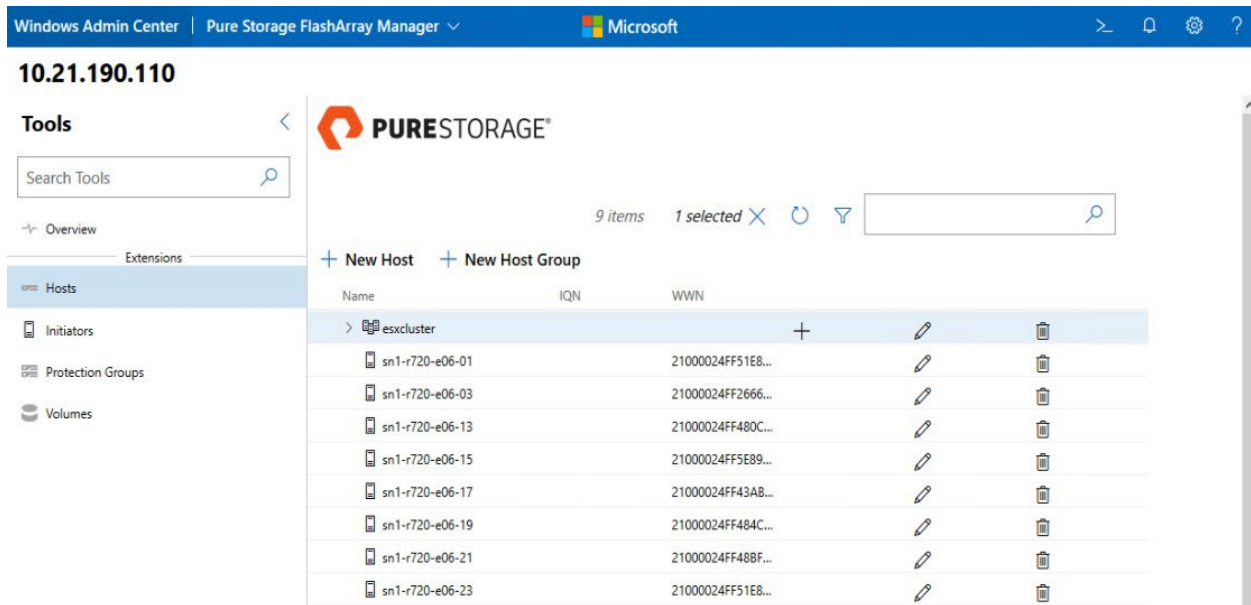 Windows Admin Center | Pure Storage FlashArray Manager Microsoft >_ ?
10.21.190.110
Tools
PURESTORAGE®
Search Tools
9 items 1 selected
Overview
Extensions
+ New Host + New Host Group
Hosts
Name IQN WWN
esxcluster
Initiators
sn1-r720-e06-01 21000024FF51E8...
Protection Groups
sn1-r720-e06-03 21000024FF2666...
Volumes
sn1-r720-e06-13 21000024FF480C...
sn1-r720-e06-15 21000024FF5E89...
sn1-r720-e06-17 21000024FF43AB...
sn1-r720-e06-19 21000024FF484C...
sn1-r720-e06-21 21000024FF48BF...
sn1-r720-e06-23 21000024FF51E8...